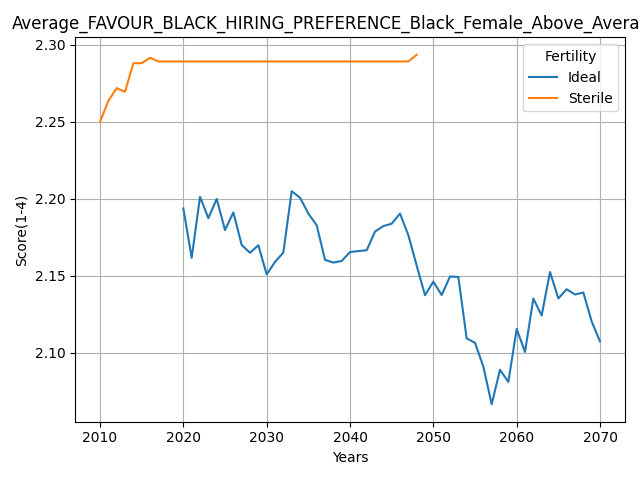 Average_FAVOUR_BLACK_HIRING_PREFERENCE_Black_Female_Above_Avera
2.30
2.25
2.20
2.15
2.10
Score(1-4)
Fertility
Ideal
Sterile
2010 2020 2030 2040 2050 2060 2070
Years